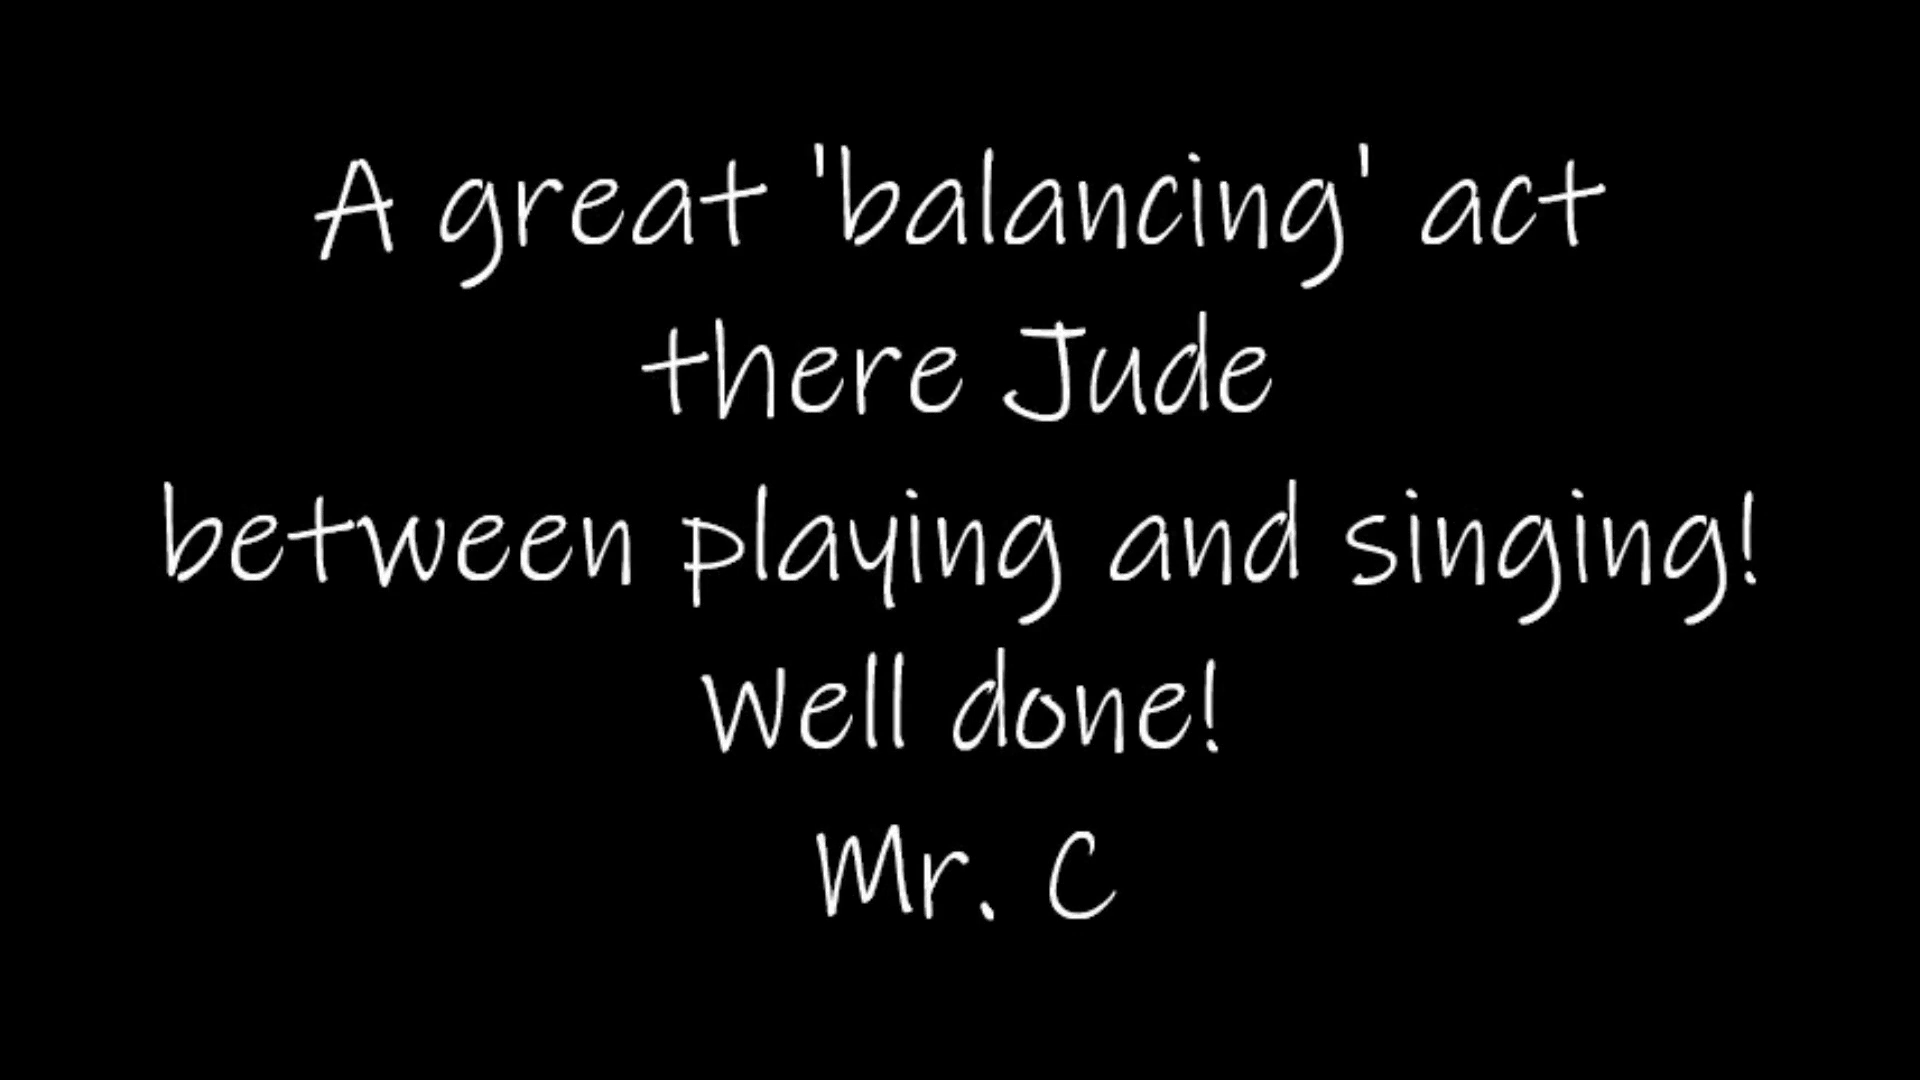 A great 'balancing' act
there Jude
between playing and singing!
Well done!
Mr. C